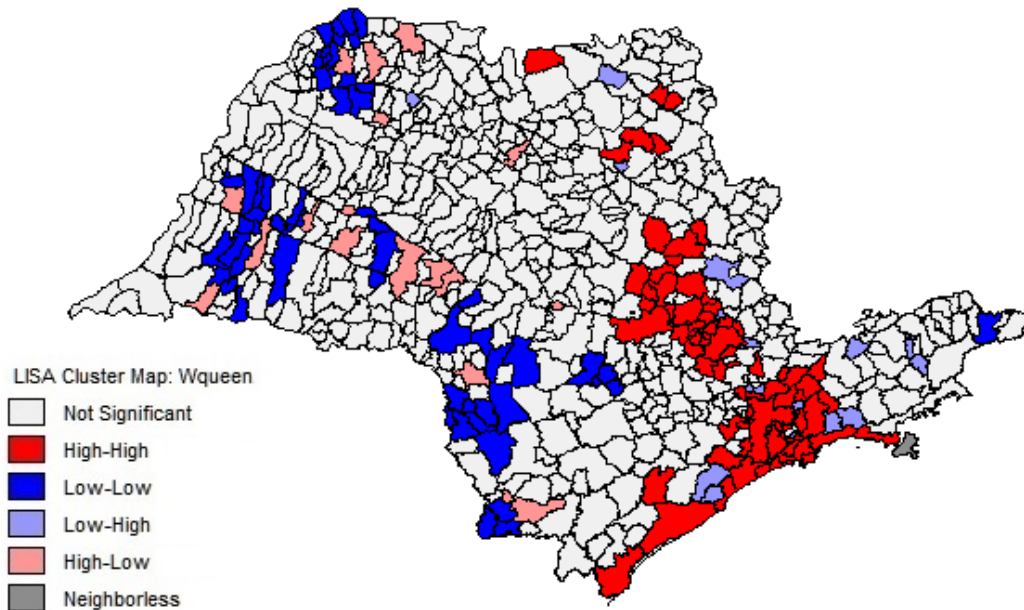 LISA Cluster Map: Wqueen
Not Significant
High-High
Low-Low
Low-High
High-Low
Neighborless